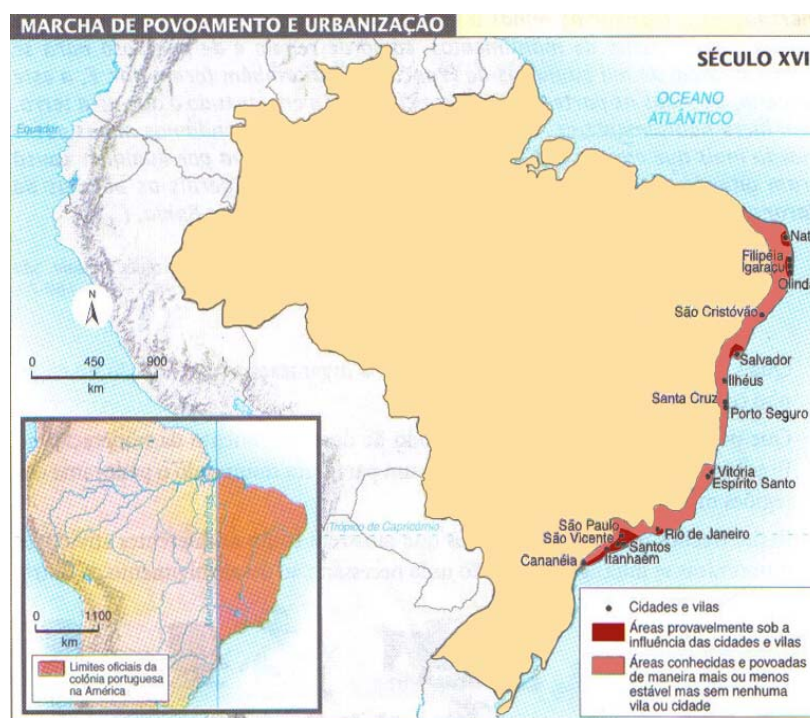 MARCHA DE POVOAMENTO E URBANIZAÇÃO
SÉCULO XVI
OCEANO
ATLÂNTICO
Equador
Nat
Filipéia
Igaraçu
Olind
São Cristóvão
N
0 450 900
km
Salvador
Ilhéus
Santa Cruz
Porto Seguro
Vitória
Espírito Santo
Trópico de Capricórnio
São Paulo
São Vicente
Rio de Janeiro
Santos
Itanhaém
Cananéia
0 1100
km
Limites oficiais da
colônia portuguesa
na América
Cidades e vilas
Áreas provavelmente sob a
influência das cidades e vilas
Áreas conhecidas e povoadas
de maneira mais ou menos
estável mas sem nenhuma
vila ou cidade